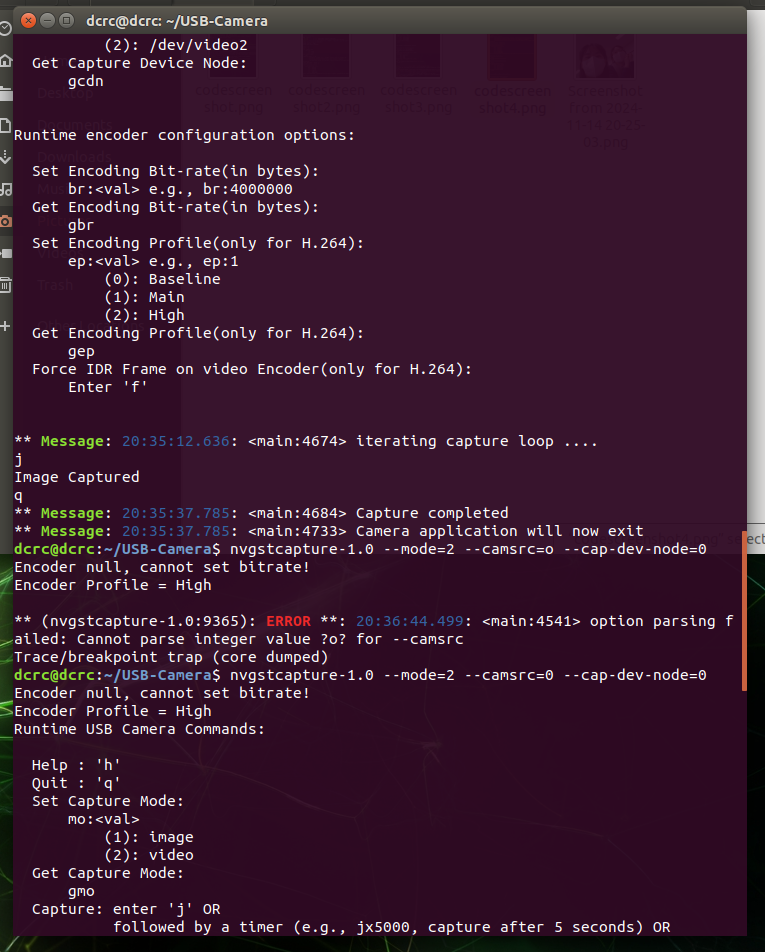 dcrc@dcrc: ~/USB-Camera
(2): /dev/video2
Get Capture Device Node:
gcdn
Runtime encoder configuration options:
Set Encoding Bit-rate(in bytes):
br:<val> e.g., br:4000000
Get Encoding Bit-rate(in bytes):
gbr
Set Encoding Profile(only for H.264):
ep:<val> e.g., ep:1
(0): Baseline
(1): Main
(2): High
Get Encoding Profile(only for H.264):
gep
Force IDR Frame on video Encoder(only for H.264):
Enter 'f'
** Message: 20:35:12.636: <main:4674> iterating capture loop ....
j
Image Captured
q
** Message: 20:35:37.785: <main:4684> Capture completed
** Message: 20:35:37.785: <main:4733> Camera application will now exit
dcrc@dcrc:~/USB-Camera$ nvgstcapture-1.0 --mode=2 --camsrc=o --cap-dev-node=0
Encoder null, cannot set bitrate!
Encoder Profile = High
** (nvgstcapture-1.0:9365): ERROR **: 20:36:44.499: <main:4541> option parsing f
ailed: Cannot parse integer value ?o? for --camsrc
Trace/breakpoint trap (core dumped)
dcrc@dcrc:~/USB-Camera$ nvgstcapture-1.0 --mode=2 --camsrc=0 --cap-dev-node=0
Encoder null, cannot set bitrate!
Encoder Profile = High
Runtime USB Camera Commands:
Help : 'h'
Quit : 'q'
Set Capture Mode:
mo:<val>
(1): image
(2): video
Get Capture Mode:
gmo
Capture: enter 'j' OR
followed by a timer (e.g., jx5000, capture after 5 seconds) OR